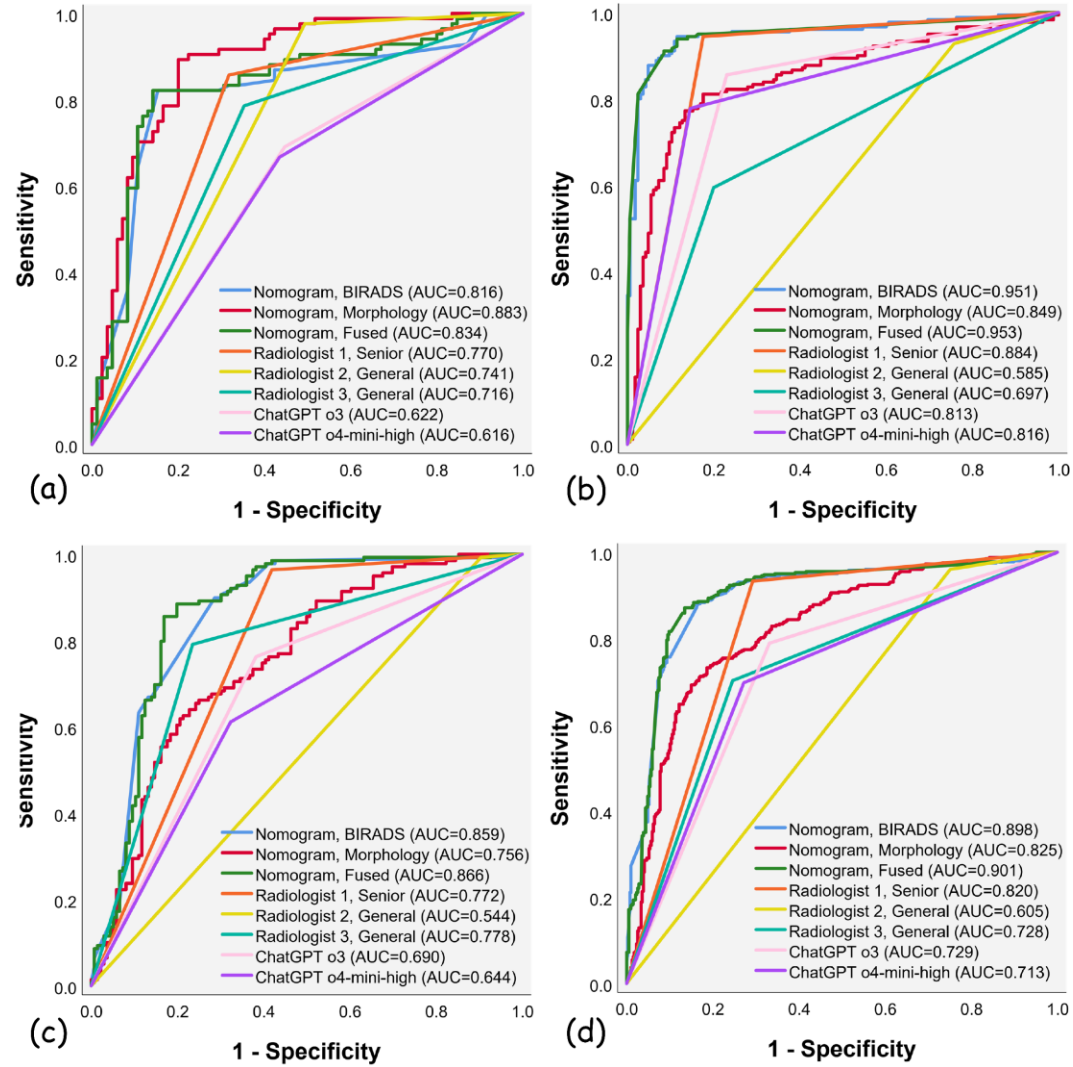 1.0
0.8
0.6
0.4
0.2
0.0
Sensitivity
Nomogram, BIRADS (AUC=0.816)
Nomogram, Morphology (AUC=0.883)
Nomogram, Fused (AUC=0.834)
Radiologist 1, Senior (AUC=0.770)
Radiologist 2, General (AUC=0.741)
Radiologist 3, General (AUC=0.716)
ChatGPT o3 (AUC=0.622)
ChatGPT o4-mini-high (AUC=0.616)
0.0 0.2 0.4 0.6 0.8 1.0
(a)
1 - Specificity
1.0
0.8
0.6
0.4
0.2
0.0
Sensitivity
Nomogram, BIRADS (AUC=0.951)
Nomogram, Morphology (AUC=0.849)
Nomogram, Fused (AUC=0.953)
Radiologist 1, Senior (AUC=0.884)
Radiologist 2, General (AUC=0.585)
Radiologist 3, General (AUC=0.697)
ChatGPT o3 (AUC=0.813)
ChatGPT o4-mini-high (AUC=0.816)
0.0 0.2 0.4 0.6 0.8 1.0
(b)
1 - Specificity
1.0
0.8
0.6
0.4
0.2
0.0
Sensitivity
Nomogram, BIRADS (AUC=0.859)
Nomogram, Morphology (AUC=0.756)
Nomogram, Fused (AUC=0.866)
Radiologist 1, Senior (AUC=0.772)
Radiologist 2, General (AUC=0.544)
Radiologist 3, General (AUC=0.778)
ChatGPT o3 (AUC=0.690)
ChatGPT o4-mini-high (AUC=0.644)
0.0 0.2 0.4 0.6 0.8 1.0
(c)
1 - Specificity
1.0
0.8
0.6
0.4
0.2
0.0
Sensitivity
Nomogram, BIRADS (AUC=0.898)
Nomogram, Morphology (AUC=0.825)
Nomogram, Fused (AUC=0.901)
Radiologist 1, Senior (AUC=0.820)
Radiologist 2, General (AUC=0.605)
Radiologist 3, General (AUC=0.728)
ChatGPT o3 (AUC=0.729)
ChatGPT o4-mini-high (AUC=0.713)
0.0 0.2 0.4 0.6 0.8 1.0
(d)
1 - Specificity